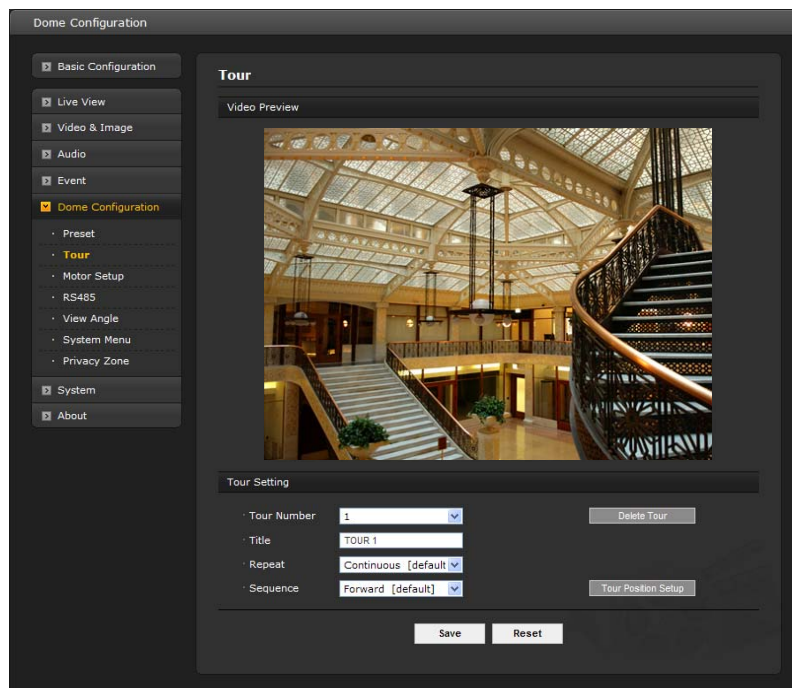 Dome Configuration
Basic Configuration
Live View
Video & Image
Audio
Event
Dome Configuration
· Preset
· Tour
· Motor Setup
· RS485
· View Angle
· System Menu
· Privacy Zone
System
About
Tour
Video Preview
Tour Setting
· Tour Number 1 Delete Tour
· Title TOUR 1
· Repeat Continuous [default
· Sequence Forward [default] Tour Position Setup
Save Reset